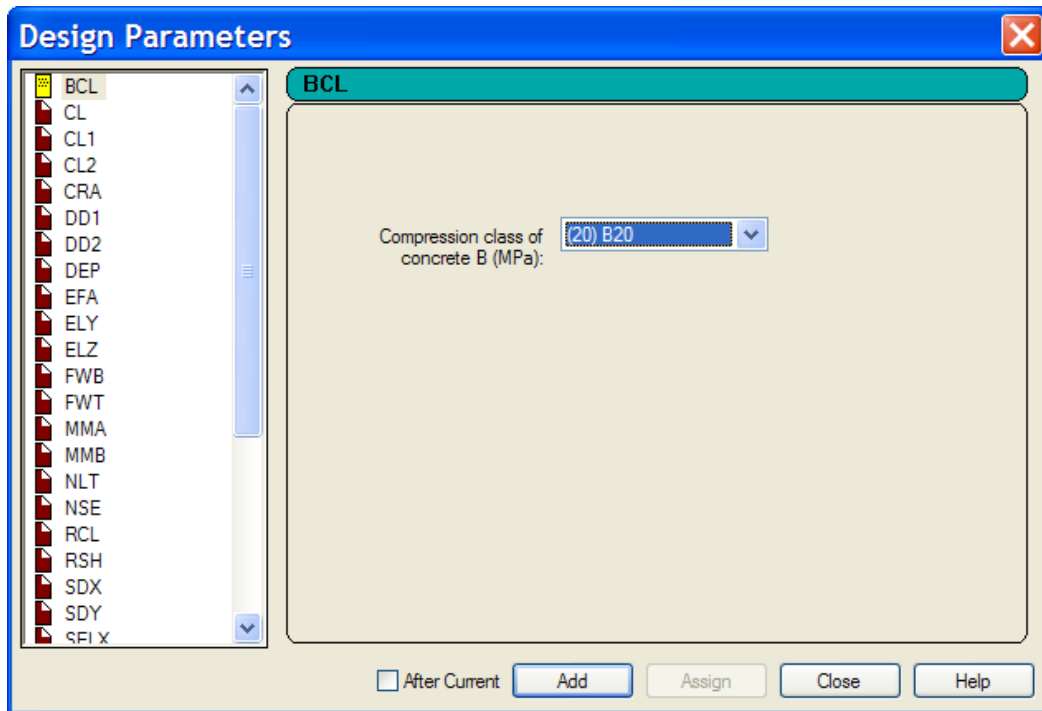 Design Parameters
BCL
CL
CL1
CL2
CRA
DD1
DD2
DEP
EFA
ELY
ELZ
FWB
FWT
MMA
MMB
NLT
NSE
RCL
RSH
SDX
SDY
SELX
BCL
Compression class of
concrete B (MPa):
(20) B20
After Current
Add
Assign
Close
Help